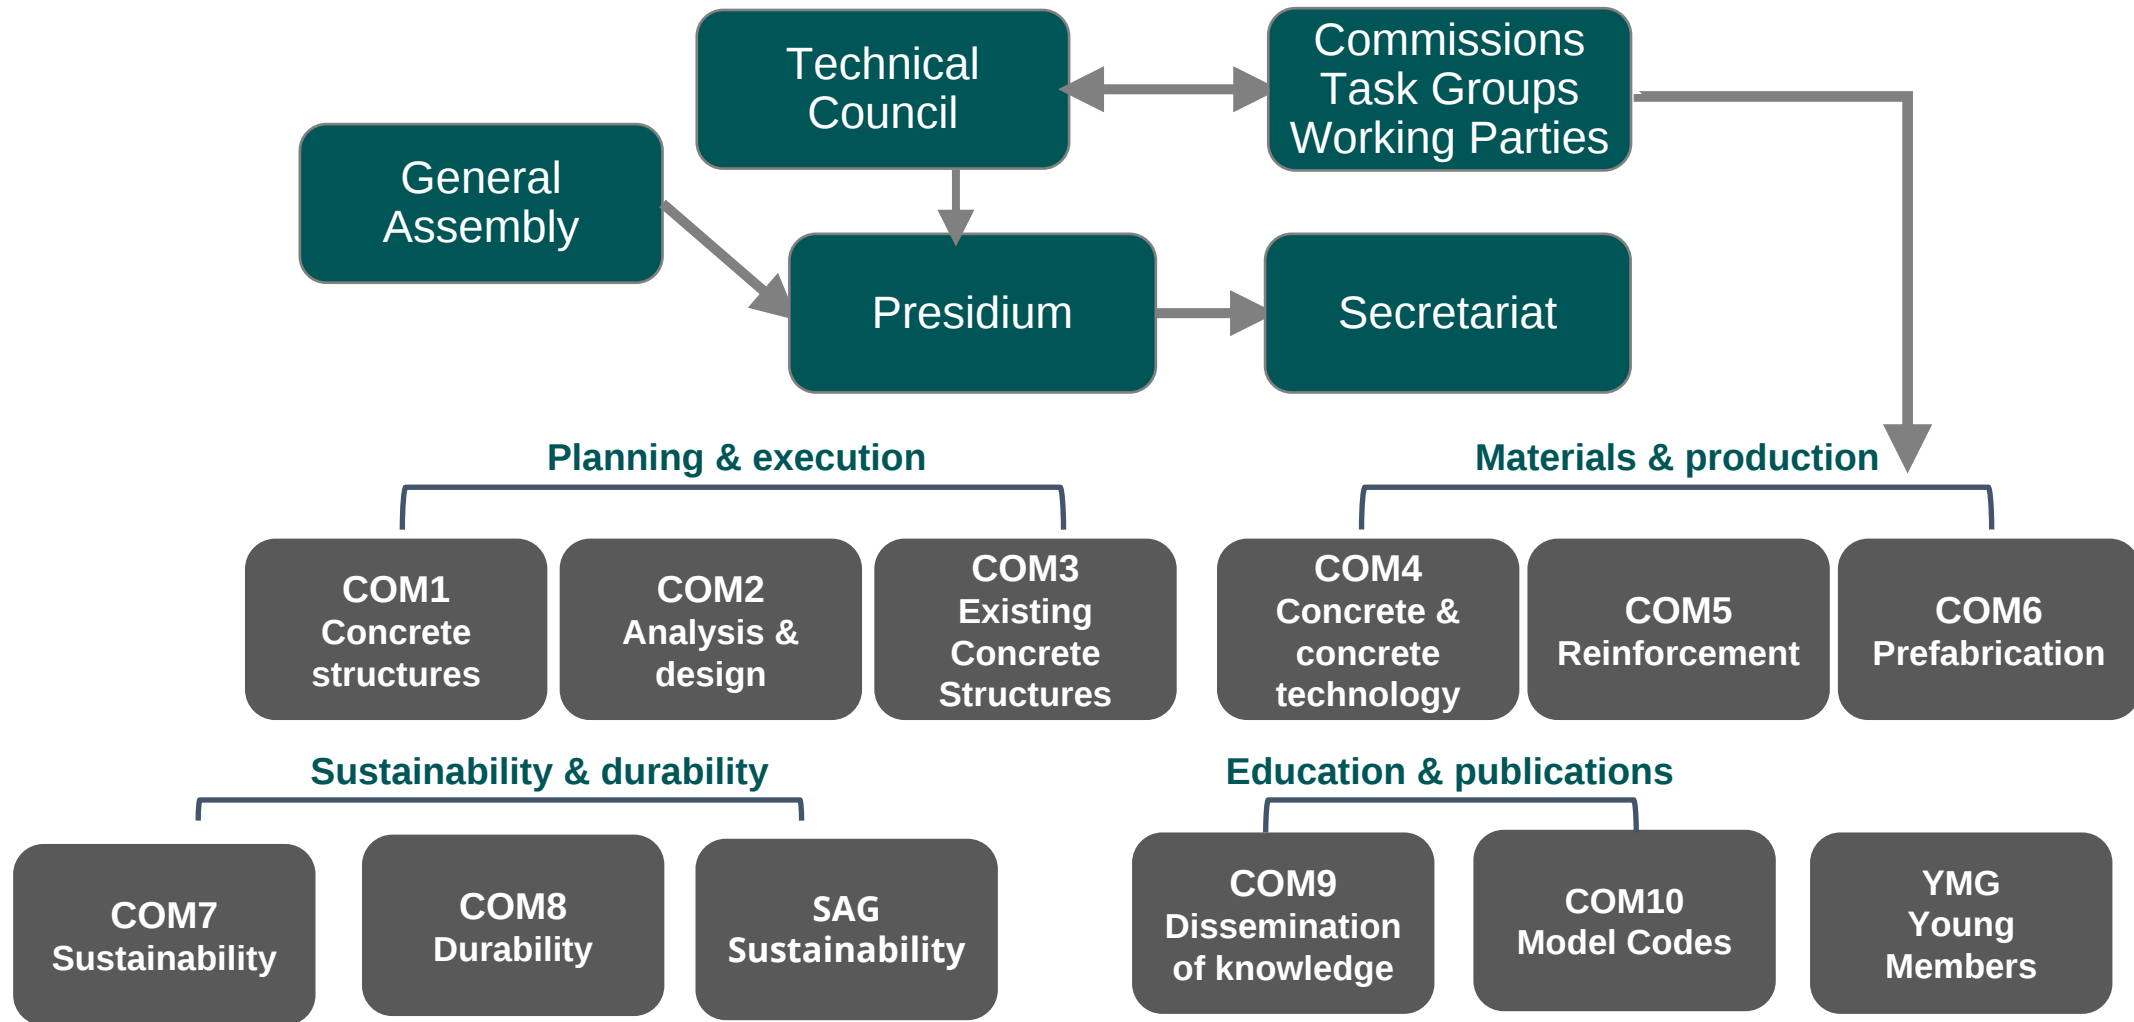 Technical
Council
Commissions
Task Groups
Working Parties
General
Assembly
Presidium
Secretariat
Planning & execution
Materials & production
COM1
Concrete
structures
COM2
Analysis &
design
COM3
Existing
Concrete
Structures
COM4
Concrete &
concrete
technology
COM5
Reinforcement
COM6
Prefabrication
Sustainability & durability
Education & publications
COM7
Sustainability
COM8
Durability
SAG
Sustainability
COM9
Dissemination
of knowledge
COM10
Model Codes
YMG
Young
Members